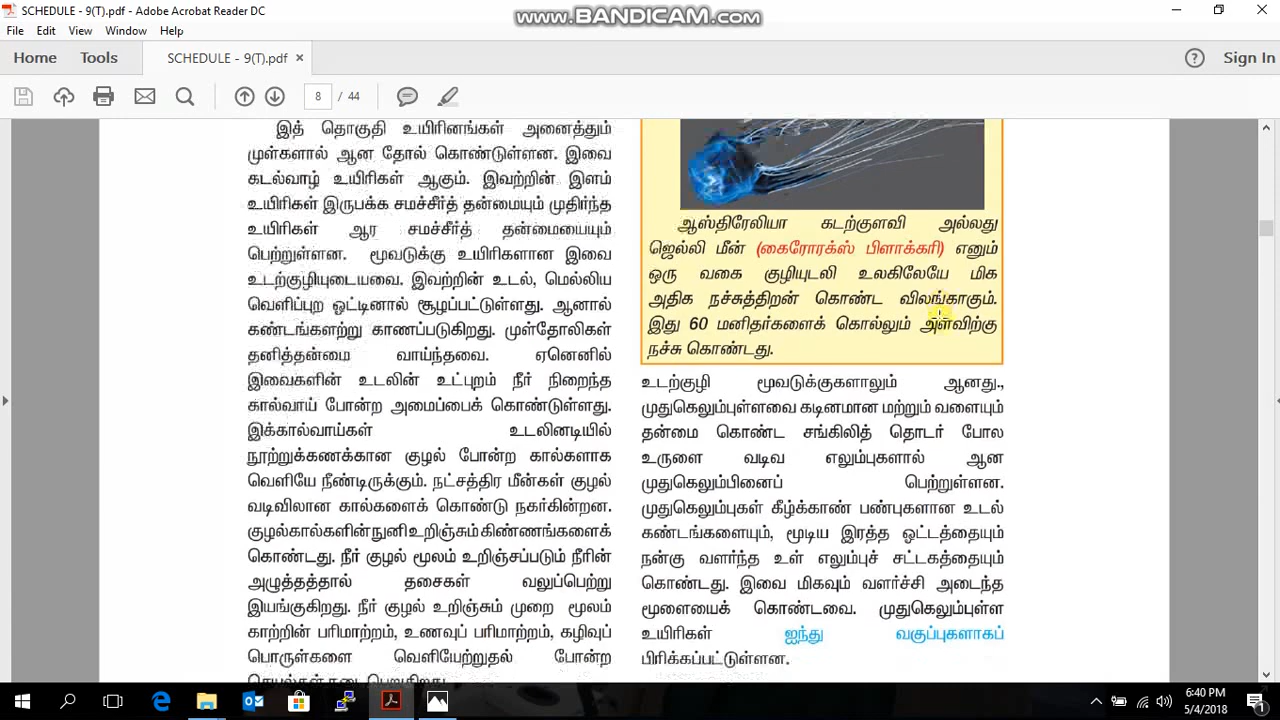 SCHEDULE - 9(T).pdf - Adobe Acrobat Reader DC
www.BANDICAM.com
File Edit View Window Help
Home Tools SCHEDULE - 9(T).pdf × ? Sign In
8 / 44
இத் தொகுதி உயிரினங்கள் அனைத்தும்
முள்களால் ஆன தோல் கொண்டுள்ளன. இவை
கடல்வாழ் உயிரிகள் ஆகும். இவற்றின் இளம்
உயிரிகள் இருபக்க சமச்சீர்த் தன்மையும் முதிர்ந்த
உயிரிகள் ஆர சமச்சீர்த் தன்மையையும்
பெற்றுள்ளன. மூவடுக்கு உயிரிகளான இவை
உடற்குழியுடையவை. இவற்றின் உடல், மெல்லிய
வெளிப்புற ஓட்டினால் சூழப்பட்டுள்ளது. ஆனால்
கண்டங்களற்று காணப்படுகிறது. முள்தோலிகள்
தனித்தன்மை வாய்ந்தவை. ஏனெனில்
இவைகளின் உடலின் உட்புறம் நீர் நிறைந்த
கால்வாய் போன்ற அமைப்பைக் கொண்டுள்ளது.
இக்கால்வாய்கள் உடலினடியில்
நூற்றுக்கணக்கான குழல் போன்ற கால்களாக
வெளியே நீண்டிருக்கும். நட்சத்திர மீன்கள் குழல்
வடிவிலான கால்களைக் கொண்டு நகர்கின்றன.
குழல்கால்களின் நுனி உறிஞ்சும் கிண்ணங்களைக்
கொண்டது. நீர் குழல் மூலம் உறிஞ்சப்படும் நீரின்
அழுத்தத்தால் தசைகள் வலுப்பெற்று
இயங்குகிறது. நீர் குழல் உறிஞ்சும் முறை மூலம்
காற்றின் பரிமாற்றம், உணவுப் பரிமாற்றம், கழிவுப்
பொருள்களை வெளியேற்றுதல் போன்ற
செயல்கள் நடைபெறுகிறது.
ஆஸ்திரேலியா கடற்குளவி அல்லது
ஜெல்லி மீன் (கைரோரக்ஸ் பிளாக்கரி) எனும்
ஒரு வகை குழியுடலி உலகிலேயே மிக
அதிக நச்சுத்திறன் கொண்ட விலங்காகும்.
இது 60 மனிதர்களைக் கொல்லும் அளவிற்கு
நச்சு கொண்டது.
உடற்குழி மூவடுக்குகளாலும் ஆனது.,
முதுகெலும்புள்ளவை கடினமான மற்றும் வளையும்
தன்மை கொண்ட சங்கிலித் தொடர் போல
உருளை வடிவ எலும்புகளால் ஆன
முதுகெலும்பினைப் பெற்றுள்ளன.
முதுகெலும்புகள் கீழ்க்காண் பண்புகளான உடல்
கண்டங்களையும், மூடிய இரத்த ஓட்டத்தையும்
நன்கு வளர்ந்த உள் எலும்புச் சட்டகத்தையும்
கொண்டது. இவை மிகவும் வளர்ச்சி அடைந்த
மூளையைக் கொண்டவை. முதுகெலும்புள்ள
உயிரிகள் ஐந்து வகுப்புகளாகப்
பிரிக்கப்பட்டுள்ளன.
6:40 PM
5/4/2018